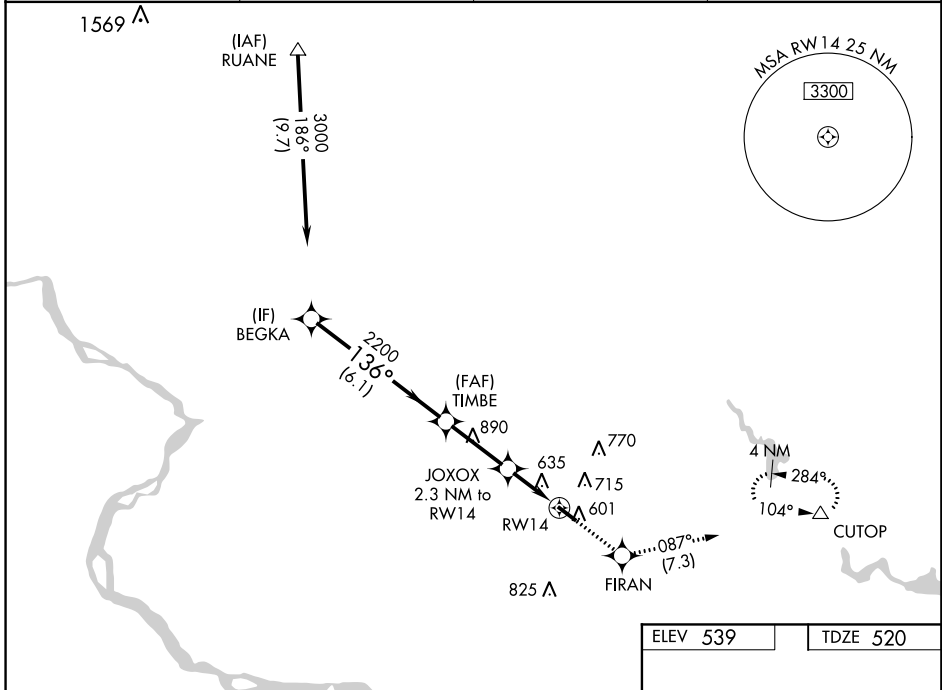 1569
(IAF)
RUANE
3000
186°
(9.7)
MSA RW14 25 NM
3300
(IF)
BEGKA
2200
136°
(6.1)
(FAF)
TIMBE
890
770
JOXOX
2.3 NM to
RW14
635
715
601
RW14
4 NM
284°
104°
CUTOP
087°
(7.3)
FIRAN
825
ELEV 539
TDZE 520